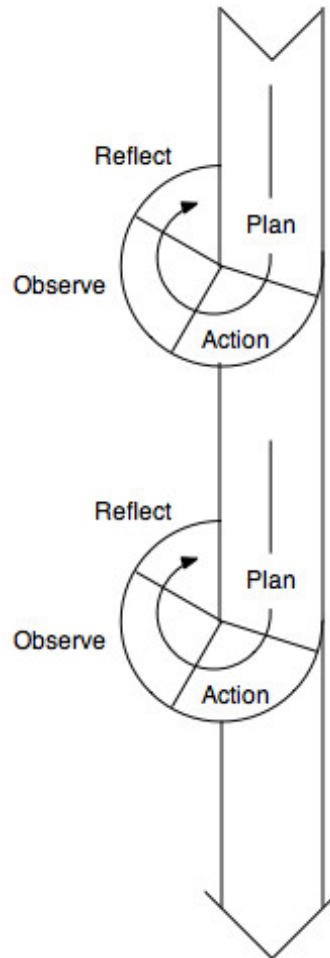 Reflect
Plan
Observe
Action
Reflect
Plan
Observe
Action